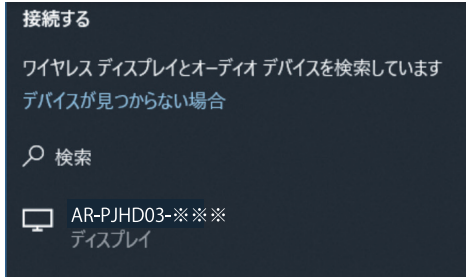 接続する
ワイヤレス ディスプレイとオーディオ デバイスを検索しています
デバイスが見つからない場合
検索
AR-PJHD03-※※※
ディスプレイ